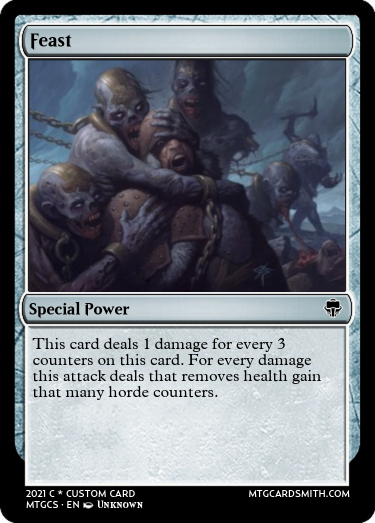 Feast
Special Power
This card deals 1 damage for every 3
counters on this card. For every damage
this attack deals that removes health gain
that many horde counters.
2021 C * CUSTOM CARD
MTGCS • EN Unknown
MTGCARDSMITH.COM